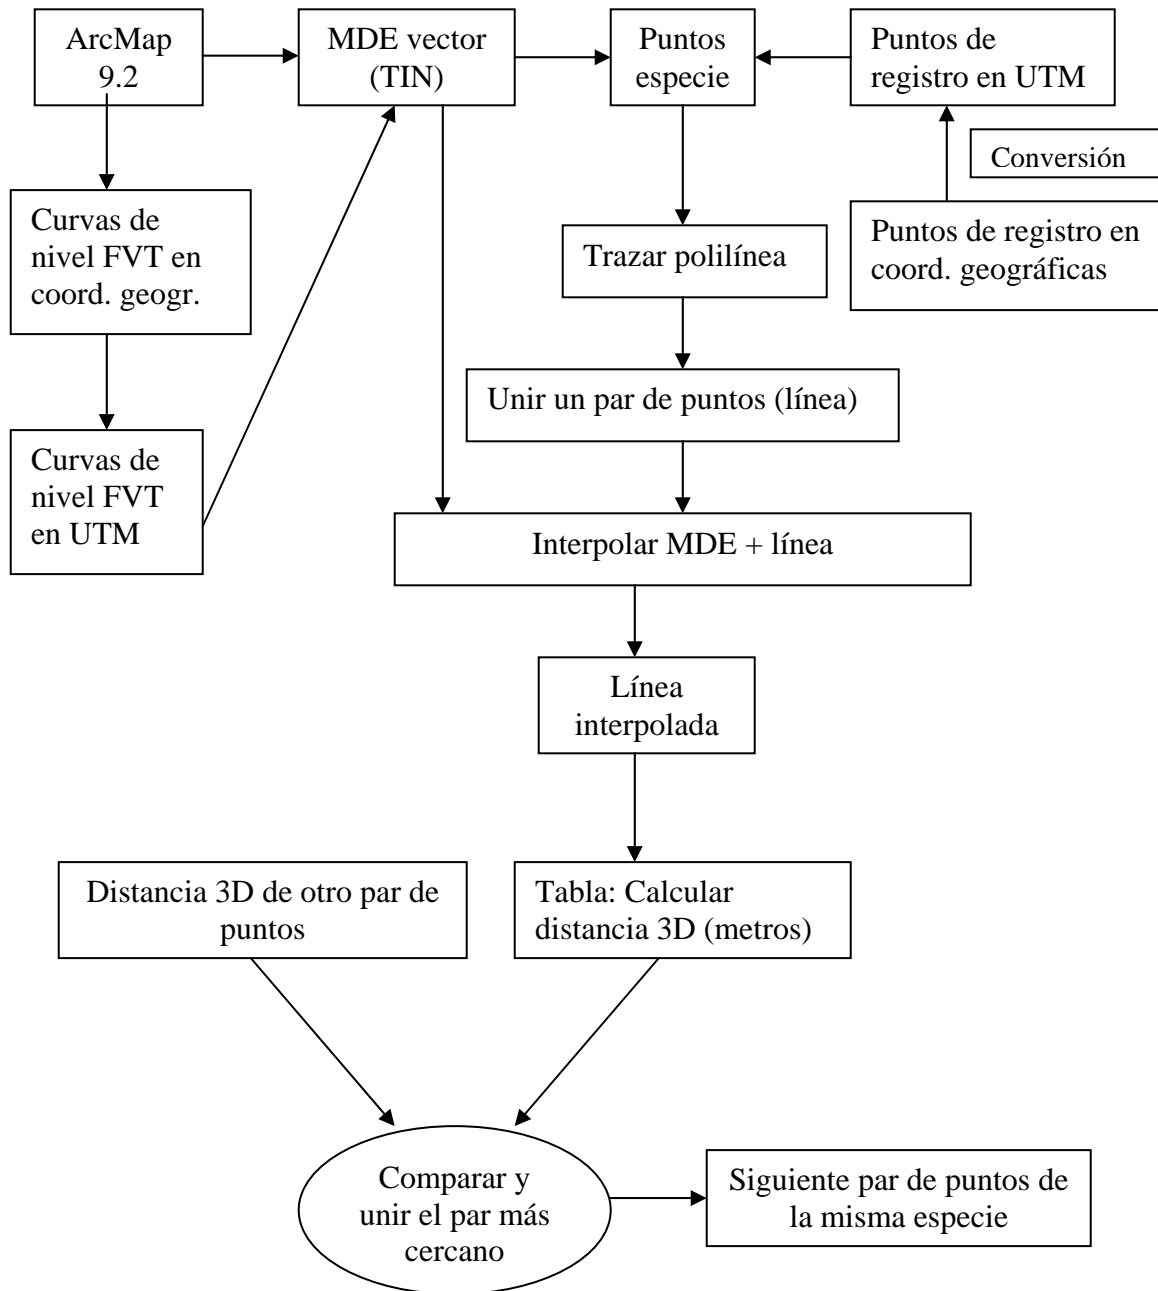 ArcMap
9.2
MDE vector
(TIN)
Puntos
especie
Puntos de
registro en UTM
Conversión
Curvas de
nivel FVT en
coord. geogr.
Puntos de registro en
coord. geográficas
Trazar polilínea
Unir un par de puntos (línea)
Curvas de
nivel FVT
en UTM
Interpolar MDE + línea
Línea
interpolada
Distancia 3D de otro par de
puntos
Tabla: Calcular
distancia 3D (metros)
Comparar y
unir el par más
cercano
Siguiente par de puntos de
la misma especie